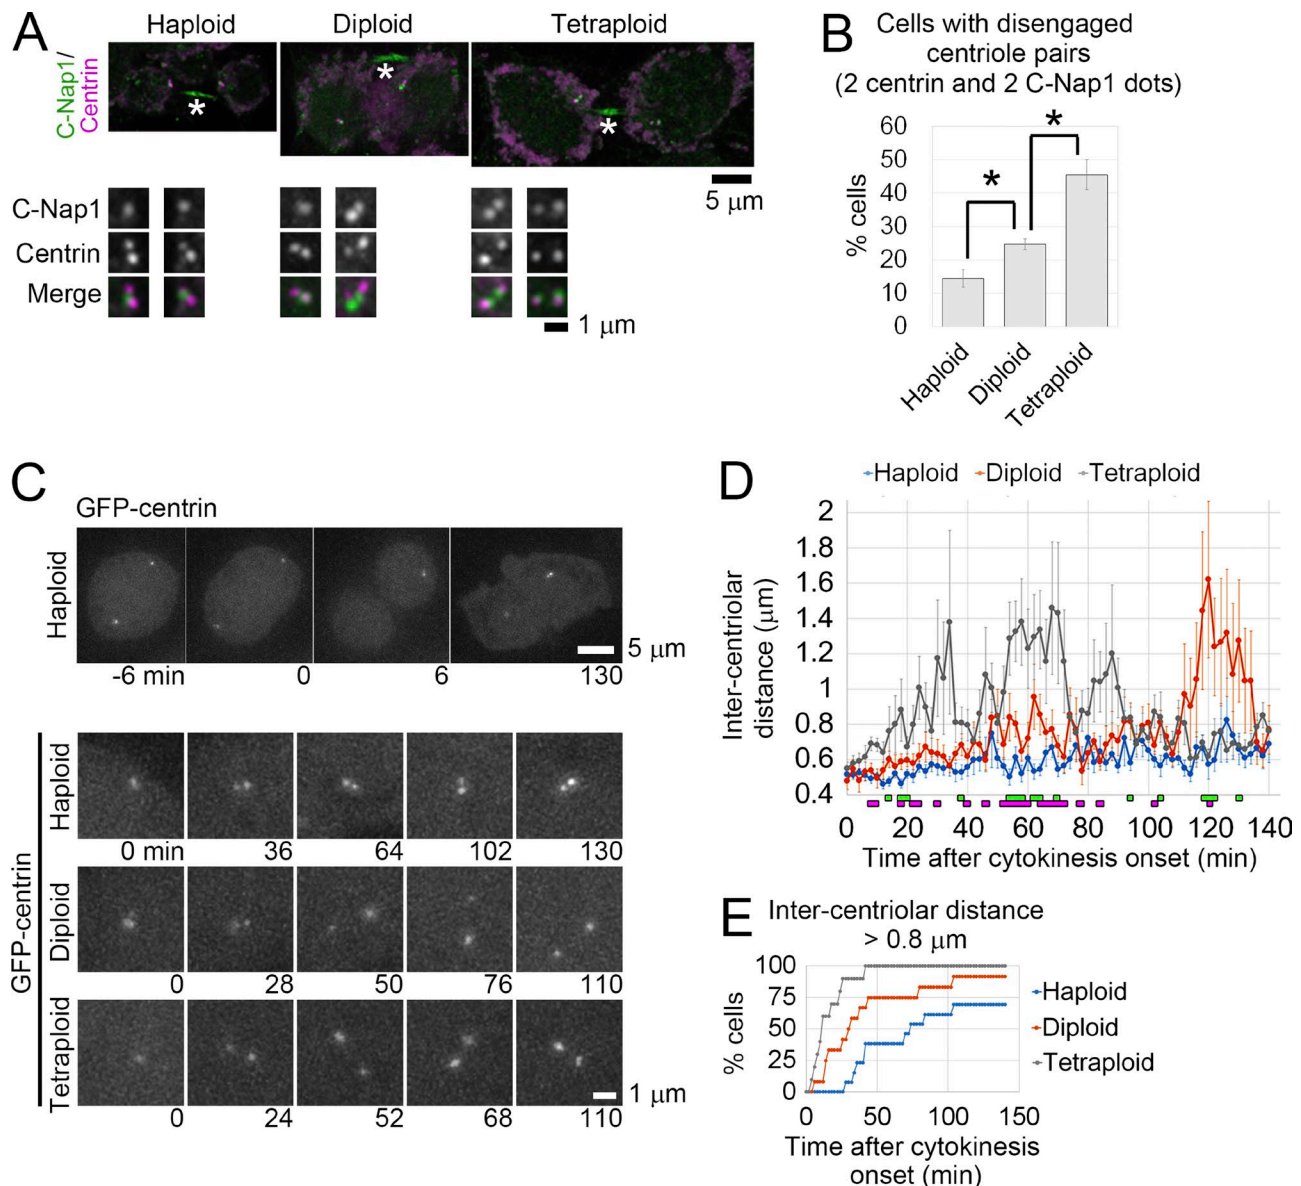 A
Haploid
Diploid
Tetraploid
C-Nap1/
Centrin
*
*
*
5 μm
C-Nap1
Centrin
Merge
1 μm
B
Cells with disengaged
centriole pairs
(2 centrin and 2 C-Nap1 dots)
% cells
60
50
40
30
20
10
0
*
*
Haploid
Diploid
Tetraploid
C
GFP-centrin
Haploid
-6 min
0
6
130
5 μm
GFP-centrin
Haploid
0 min
36
64
102
130
Diploid
0
28
50
76
110
Tetraploid
0
24
52
68
110
1 μm
D
Haploid
Diploid
Tetraploid
Inter-centriolar
distance (μm)
2
1.8
1.6
1.4
1.2
1
0.8
0.6
0.4
0 20 40 60 80 100 120 140
Time after cytokinesis onset (min)
E
Inter-centriolar distance
> 0.8 μm
% cells
100
75
50
25
0
0 50 100 150
Time after cytokinesis
onset (min)
Haploid
Diploid
Tetraploid